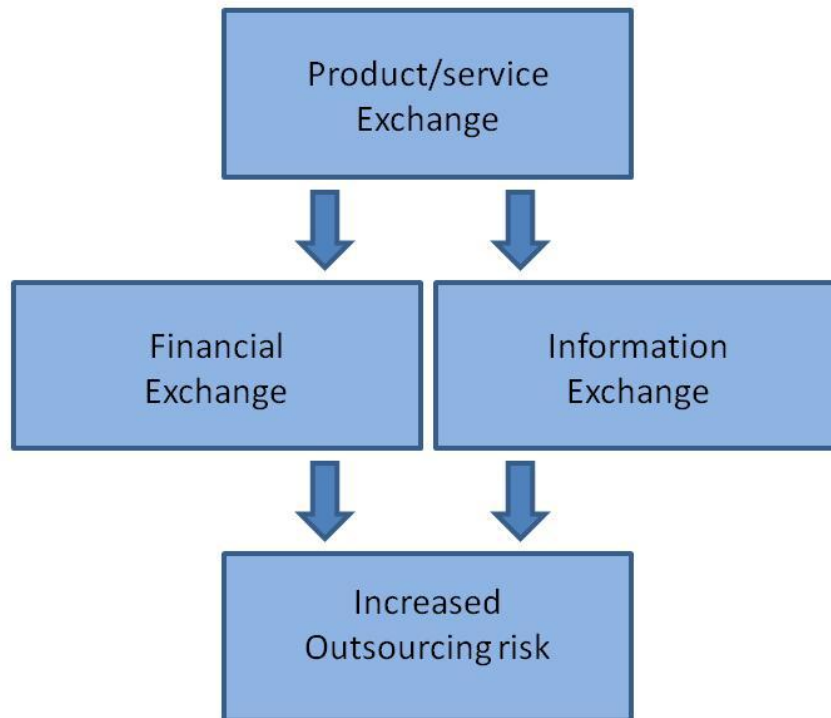 Product/service
Exchange
Financial
Exchange
Information
Exchange
Increased
Outsourcing risk